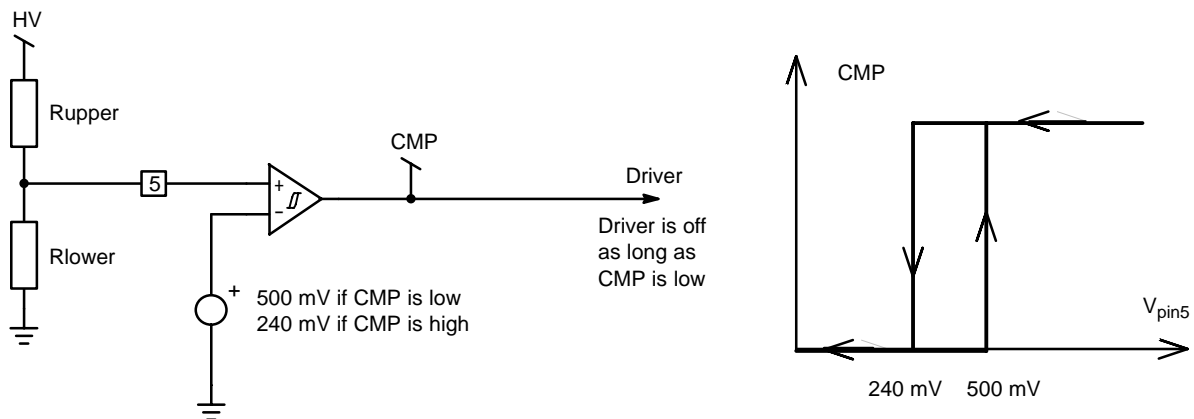 HV
Rupper
5
Rlower
+
−
+
500 mV if CMP is low
240 mV if CMP is high
CMP
Driver
Driver is off
as long as
CMP is low
CMP
Vpin5
240 mV
500 mV